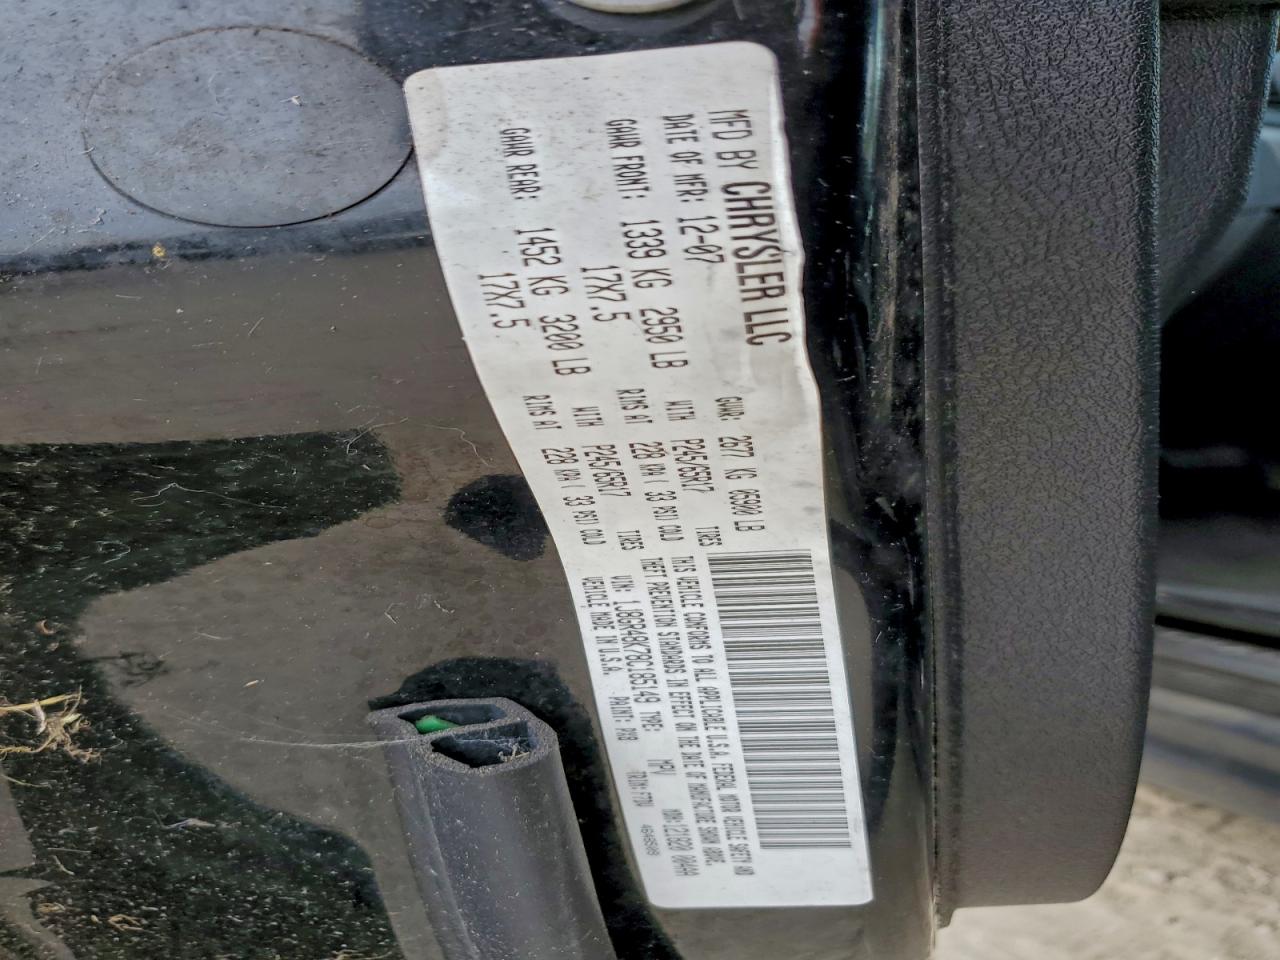 MFD BY CHRYSLER LLC
DATE OF MFR: 12-07 GVWR: 2677 KG 05900 LB
GAWR FRONT: 1339 KG 2950 LB WITH P245/65R17 TIRES
17X7.5 RIMS AT 228 KPA( 33 PSI) COLD
GAWR REAR: 1452 KG 3200 LB WITH P245/65R17 TIRES
17X7.5 RIMS AT 228 KPA( 33 PSI) COLD
THIS VEHICLE CONFORMS TO ALL APPLICABLE U.S.A. FEDERAL MOTOR VEHICLE SAFETY AND
THEFT PREVENTION STANDARDS IN EFFECT ON THE DATE OF MANUFACTURE SHOWN ABOVE.
VIN: 1J8GR48K78C185149 TYPE: MPV
VEHICLE MADE IN U.S.A. PAINT: PRB